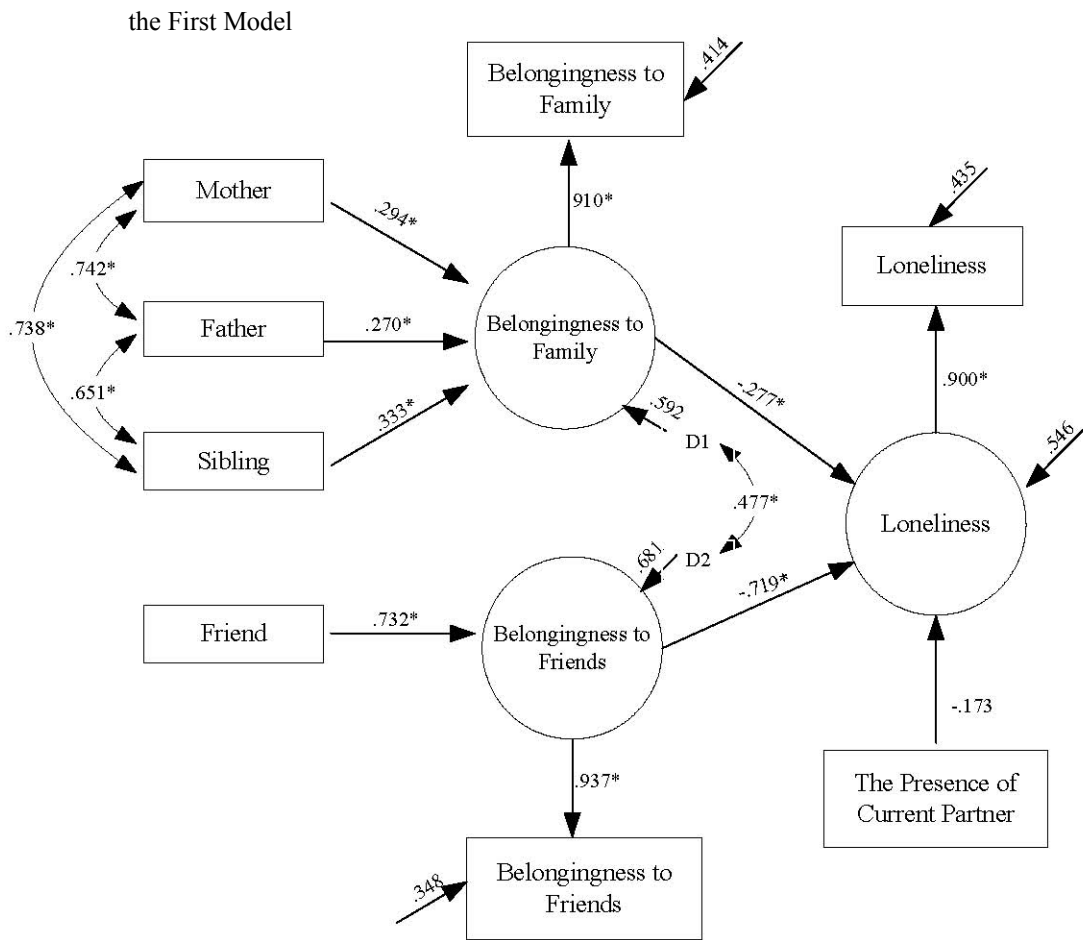 the First Model
Belongingness to
Family
.414
Mother
.294*
910*
.435
Loneliness
.742*
.738*
Father
.270*
Belongingness to
Family
.900*
.651*
.333*
-.277*
.592
D1
.546
Sibling
.477*
Loneliness
.681
D2
-.719*
Friend
.732*
Belongingness to
Friends
-.173
.937*
The Presence of
Current Partner
.348
Belongingness to
Friends